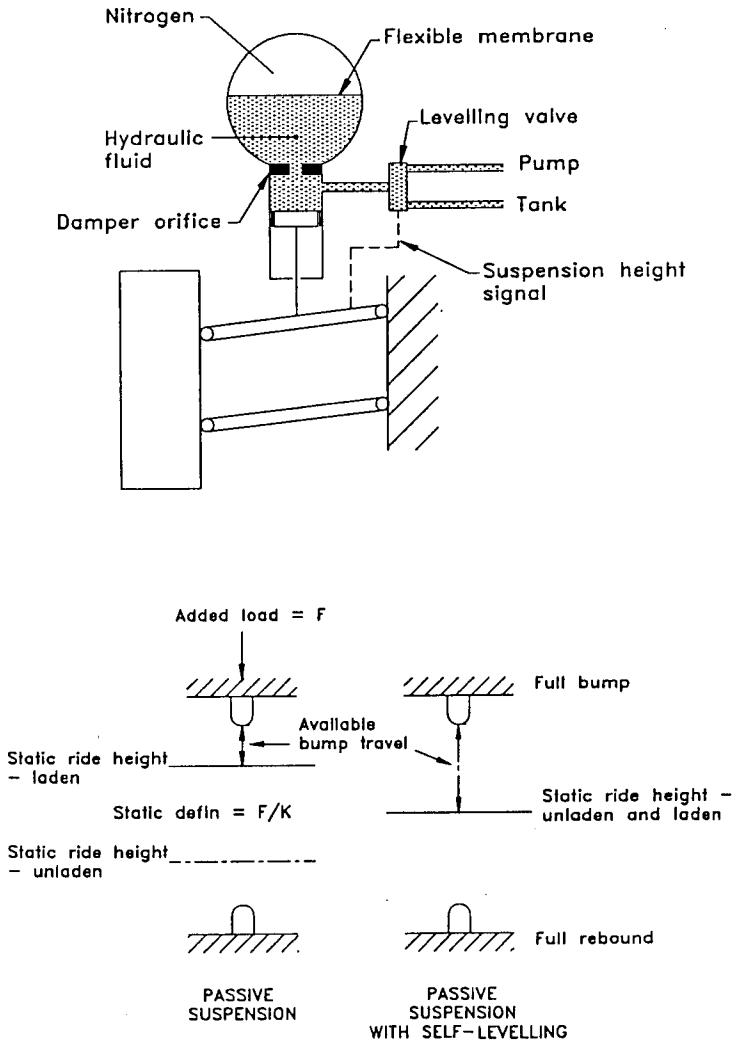 Nitrogen
Flexible membrane
Levelling valve
Hydraulic
fluid
Pump
Damper orifice
Tank
Suspension height
signal
Added load = F
Full bump
Available
bump travel
Static ride height
- laden
Static defln = F/K
Static ride height -
unladen and laden
Static ride height
- unladen
Full rebound
PASSIVE
SUSPENSION
PASSIVE
SUSPENSION
WITH SELF-LEVELLING